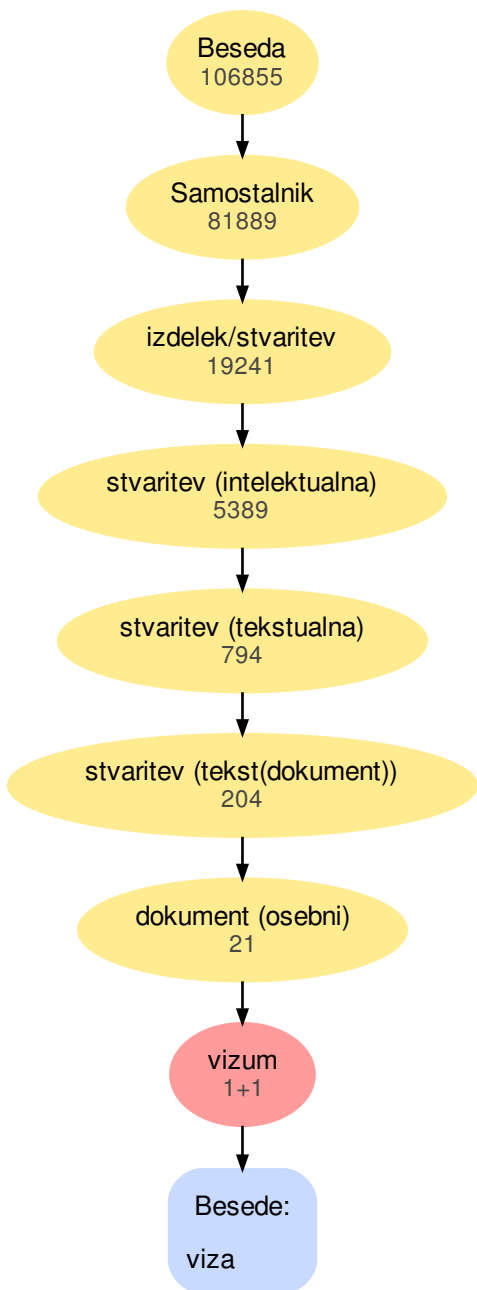 Beseda
106855
Samostalnik
81889
izdelek/stvaritev
19241
stvaritev (intelektualna)
5389
stvaritev (tekstualna)
794
stvaritev (tekst(dokument))
204
dokument (osebni)
21
vizum
1+1
Besede:
viza